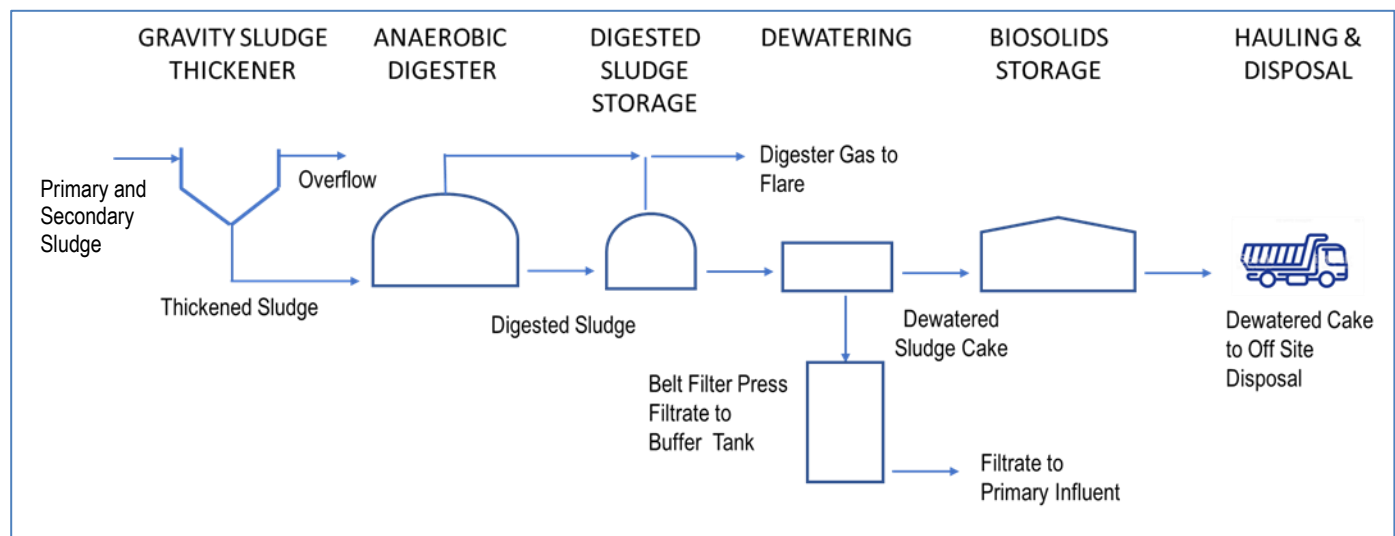 GRAVITY SLUDGE
THICKENER
ANAEROBIC
DIGESTER
DIGESTED
SLUDGE
STORAGE
DEWATERING
BIOSOLIDS
STORAGE
HAULING &
DISPOSAL
Primary and
Secondary
Sludge
Overflow
Thickened Sludge
Digester Gas to
Flare
Digested Sludge
Dewatered
Sludge Cake
Belt Filter Press
Filtrate to
Buffer Tank
Filtrate to
Primary Influent
Dewatered Cake
to Off Site
Disposal